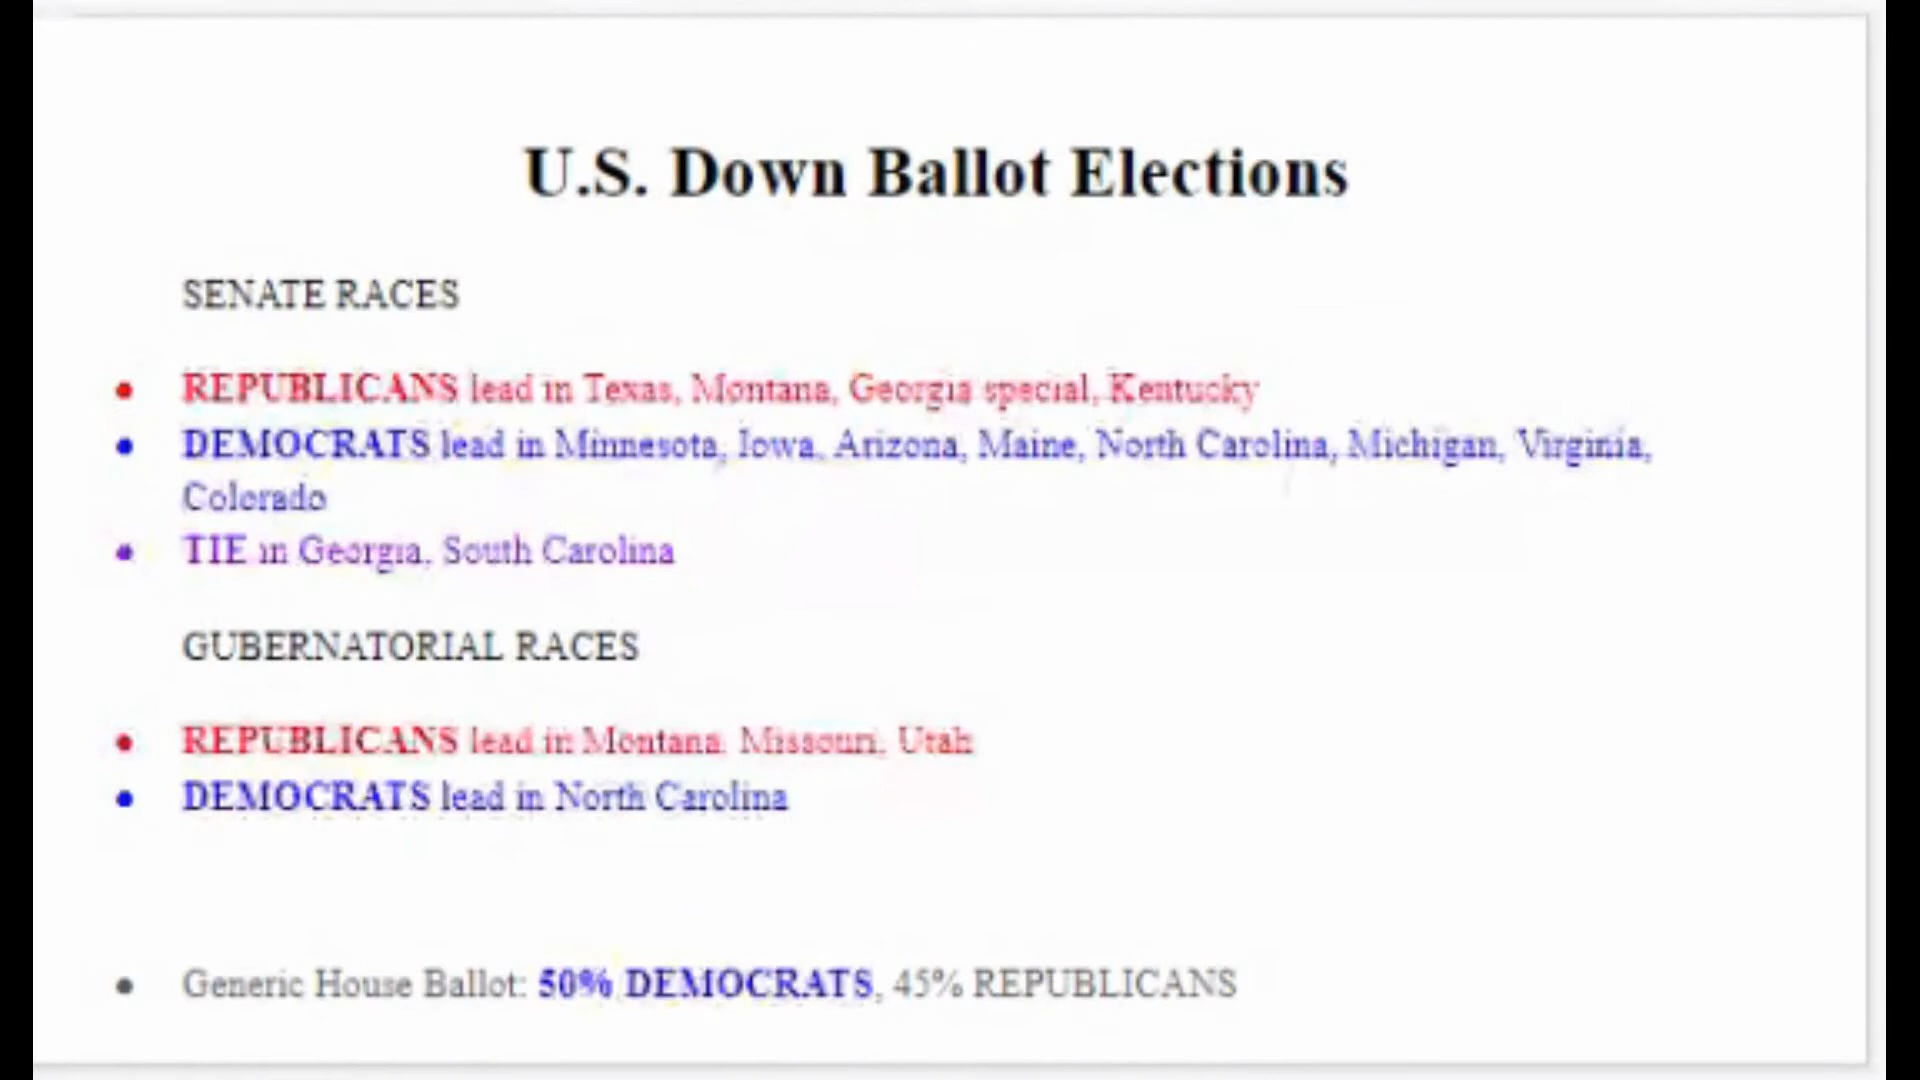 U.S. Down Ballot Elections
SENATE RACES
REPUBLICANS lead in Texas, Montana, Georgia special, Kentucky
DEMOCRATS lead in Minnesota, Iowa, Arizona, Maine, North Carolina, Michigan, Virginia,
Colorado
TIE in Georgia, South Carolina
GUBERNATORIAL RACES
REPUBLICANS lead in Montana, Missouri, Utah
DEMOCRATS lead in North Carolina
Generic House Ballot: 50% DEMOCRATS, 45% REPUBLICANS